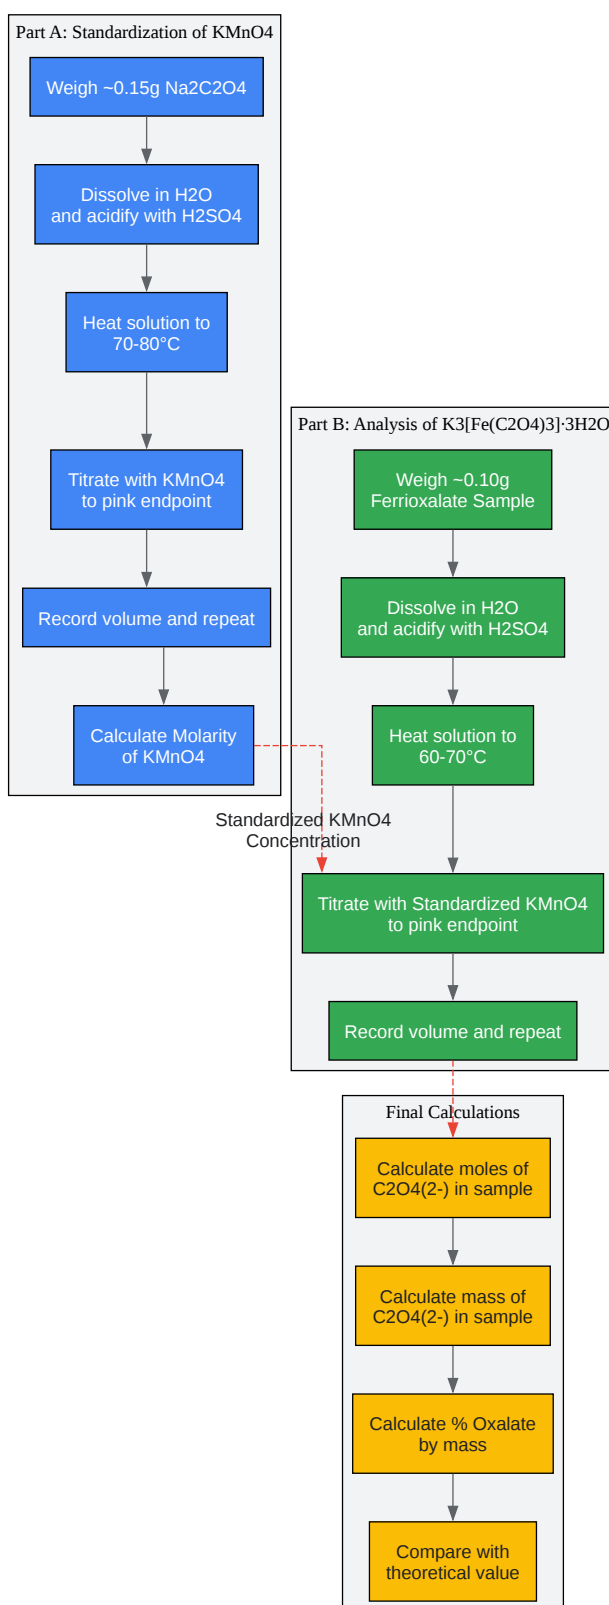 Part A: Standardization of KMnO4
Weigh ~0.15g Na2C2O4
Dissolve in H2O
and acidify with H2SO4
Heat solution to
70-80°C
Titrate with KMnO4
to pink endpoint
Record volume and repeat
Calculate Molarity
of KMnO4
Standardized KMnO4
Concentration
Part B: Analysis of K3[Fe(C2O4)3]·3H2O
Weigh ~0.10g
Ferrioxalate Sample
Dissolve in H2O
and acidify with H2SO4
Heat solution to
60-70°C
Titrate with Standardized KMnO4
to pink endpoint
Record volume and repeat
Final Calculations
Calculate moles of
C2O4(2-) in sample
Calculate mass of
C2O4(2-) in sample
Calculate % Oxalate
by mass
Compare with
theoretical value